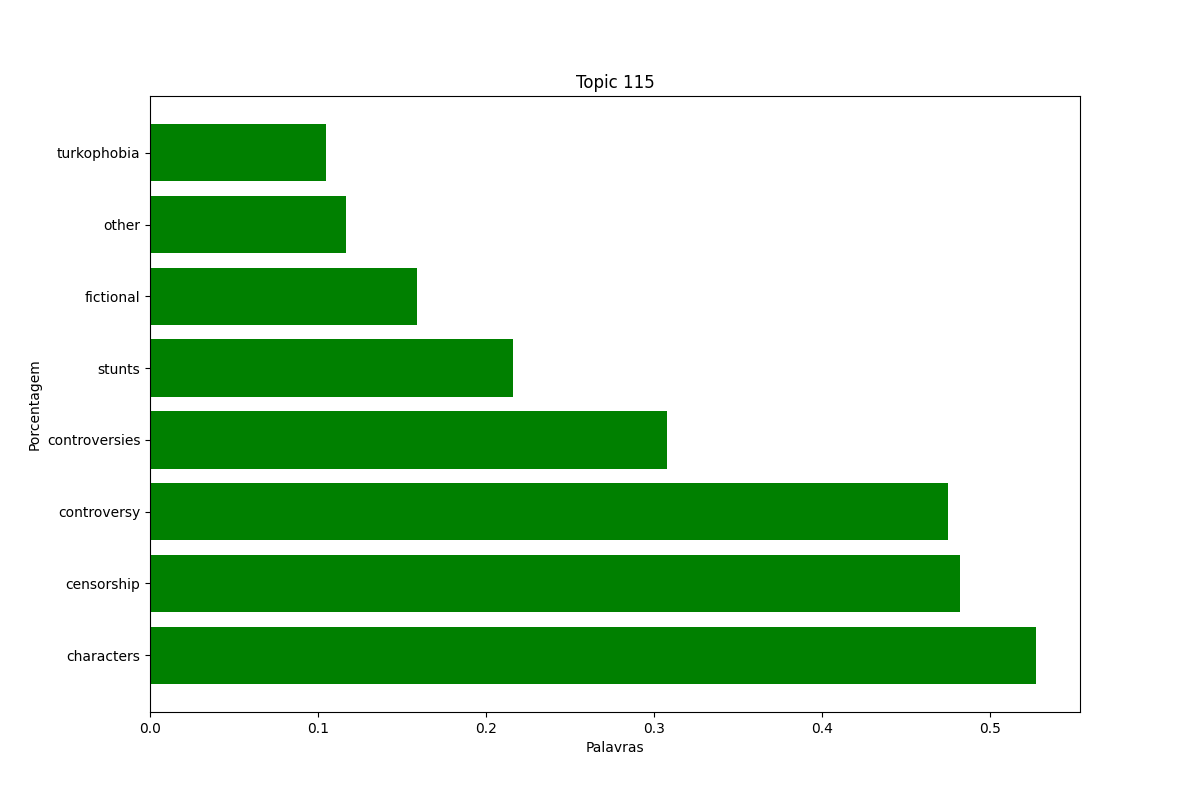 Topic 115
turkophobia
other
fictional
stunts
controversies
controversy
censorship
characters
Porcentagem
0.0 0.1 0.2 0.3 0.4 0.5
Palavras